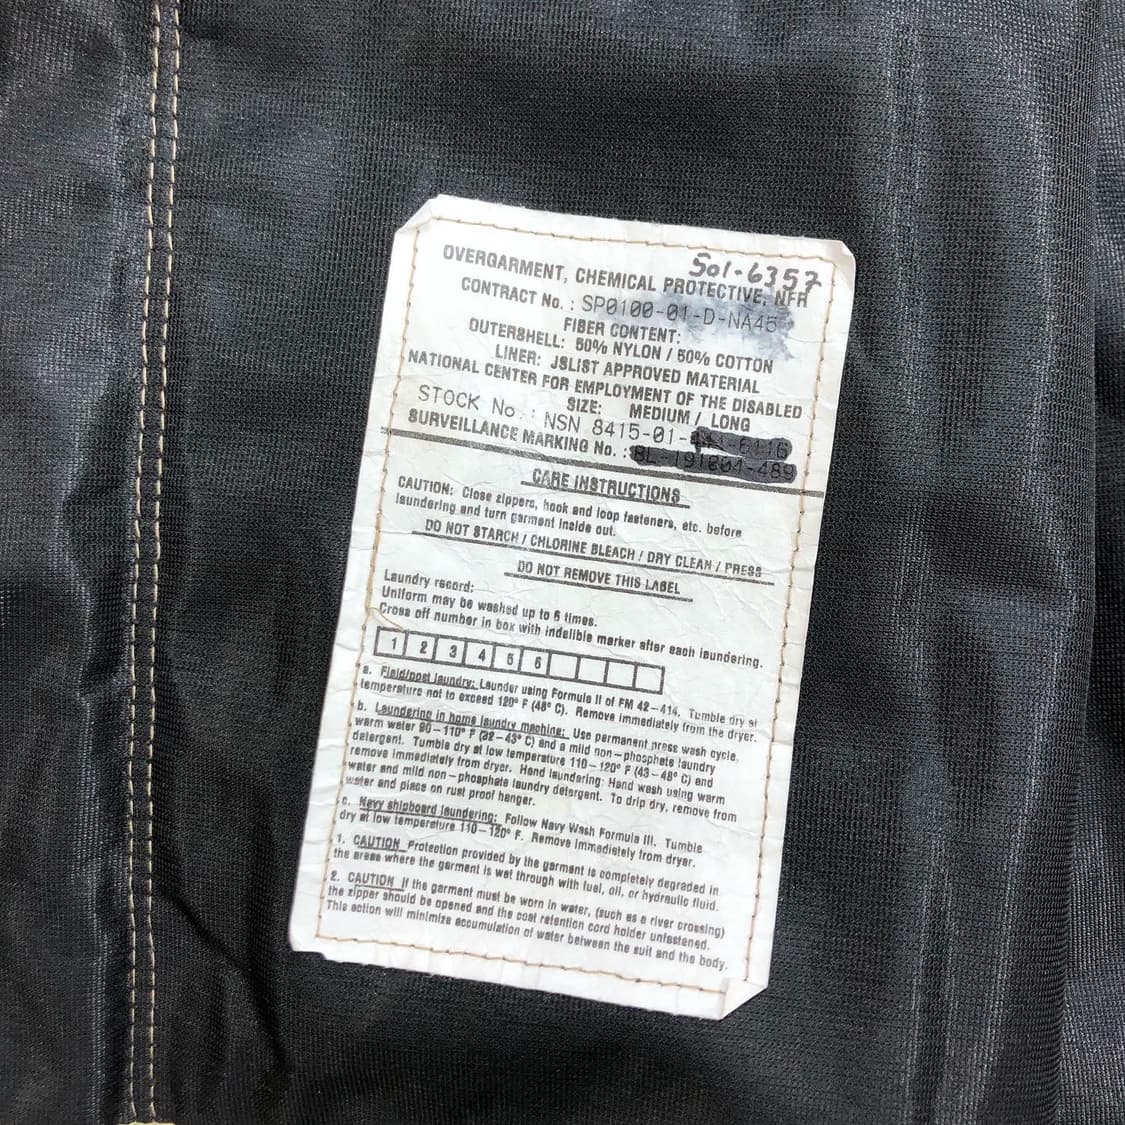 501-6357
OVERGARMENT, CHEMICAL PROTECTIVE, NFR
CONTRACT No. : SP0100-01-D-NA45
FIBER CONTENT:
OUTERSHELL: 50% NYLON / 50% COTTON
LINER: JSLIST APPROVED MATERIAL
NATIONAL CENTER FOR EMPLOYMENT OF THE DISABLED
SIZE: MEDIUM / LONG
STOCK No. : NSN 8415-01-
SURVEILLANCE MARKING No. :
CARE INSTRUCTIONS
CAUTION: Close zippers, hook and loop fasteners, etc. before
laundering and turn garment inside out.
DO NOT STARCH / CHLORINE BLEACH / DRY CLEAN / PRESS
DO NOT REMOVE THIS LABEL
Laundry record:
Uniform may be washed up to 6 times.
Cross off number in box with indelible marker after each laundering.
1 2 3 4 5 6
a. Field/post laundry: Launder using Formula II of FM 42-414. Tumble dry at
temperature not to exceed 120° F (48° C). Remove immediately from the dryer.
b. Laundering in home laundry machine: Use permanent press wash cycle,
warm water 90-110° F (32-43° C) and a mild non-phosphate laundry
detergent. Tumble dry at low temperature 110-120° F (43-48° C) and
remove immediately from dryer. Hand laundering: Hand wash using warm
water and mild non-phosphate laundry detergent. To drip dry, remove from
water and place on rust proof hanger.
c. Navy shipboard laundering: Follow Navy Wash Formula III. Tumble
dry at low temperature 110-120° F. Remove immediately from dryer.
1. CAUTION Protection provided by the garment is completely degraded in
the areas where the garment is wet through with fuel, oil, or hydraulic fluid.
2. CAUTION If the garment must be worn in water, (such as a river crossing)
the zipper should be opened and the coat retention cord holder unfastened.
This action will minimize accumulation of water between the suit and the body.